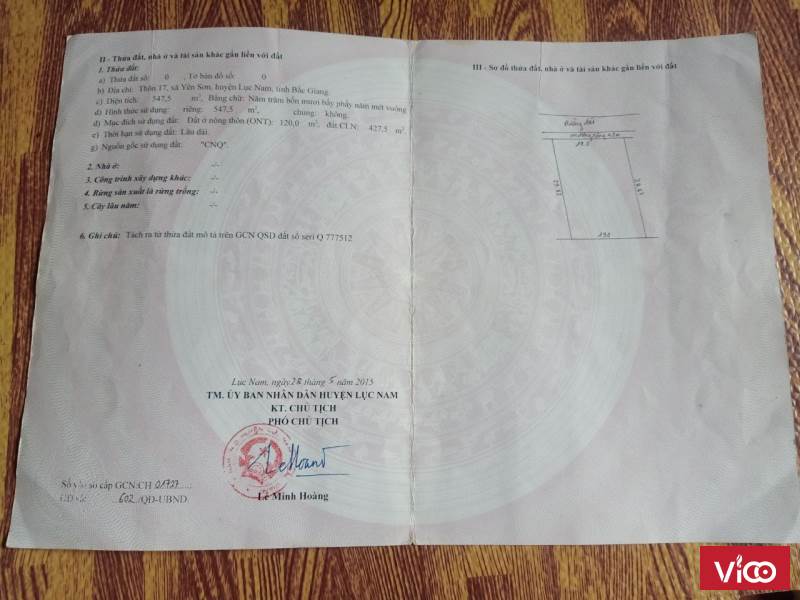 II - Thửa đất, nhà ở và tài sản khác gắn liền với đất
1. Thửa đất:
a) Thửa đất số: 0 , Tờ bản đồ số: 0
b) Địa chỉ: Thôn 17, xã Yên Sơn, huyện Lục Nam, tỉnh Bắc Giang.
c) Diện tích: 547,5 m², Bằng chữ: Năm trăm bốn mươi bẩy phẩy năm mét vuông
d) Hình thức sử dụng: riêng: 547,5 m², chung: không.
đ) Mục đích sử dụng đất: Đất ở nông thôn (ONT): 120,0 m², đất CLN: 427,5 m².
e) Thời hạn sử dụng đất: Lâu dài.
g) Nguồn gốc sử dụng đất: "CNQ".
2. Nhà ở: -/-
3. Công trình xây dựng khác: -/-
4. Rừng sản xuất là rừng trồng: -/-
5. Cây lâu năm: -/-
6. Ghi chú: Tách ra từ thửa đất mô tả trên GCN QSD đất số seri Q 777512
Lục Nam, ngày 28 tháng 5 năm 2015
TM. ỦY BAN NHÂN DÂN HUYỆN LỤC NAM
KT. CHỦ TỊCH
PHÓ CHỦ TỊCH
Lê Minh Hoàng
Số vào sổ cấp GCN:CH 01727
602 /QĐ-UBND
III - Sơ đồ thửa đất, nhà ở và tài sản khác gắn liền với đất
Đường đất
VICO